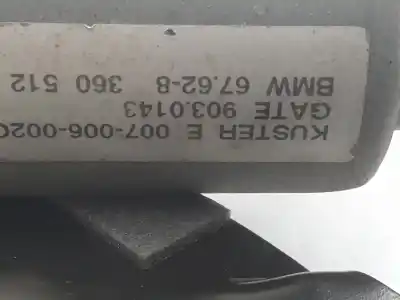 KUSTER E 007-006-002
GATE 903.0143
BMW 67.62-8 360 512